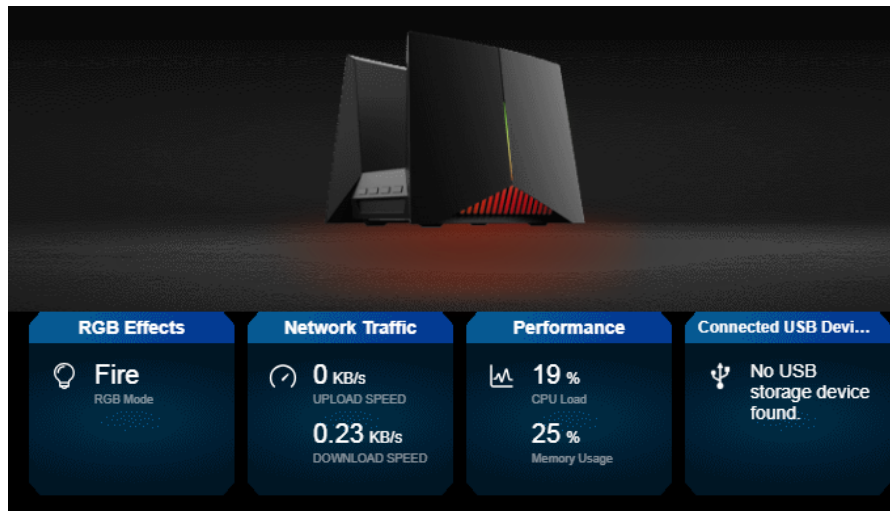 RGB Effects
Fire
RGB Mode
Network Traffic
0 KB/s
UPLOAD SPEED
0.23 KB/s
DOWNLOAD SPEED
Performance
19 %
CPU Load
25 %
Memory Usage
Connected USB Devi...
No USB
storage device
found.